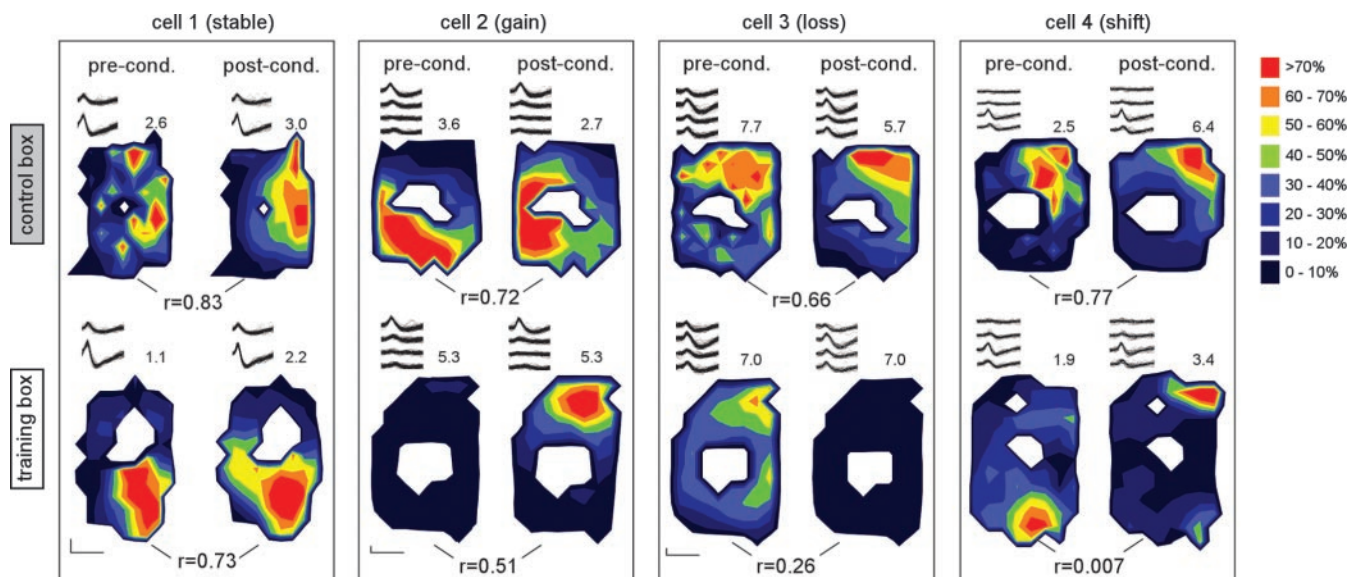 cell 1 (stable) cell 2 (gain) cell 3 (loss) cell 4 (shift)
pre-cond. post-cond. pre-cond. post-cond. pre-cond. post-cond. pre-cond. post-cond.
>70%
60 - 70%
50 - 60%
40 - 50%
30 - 40%
20 - 30%
10 - 20%
0 - 10%
control box
2.6 3.0 3.6 2.7 7.7 5.7 2.5 6.4
r=0.83 r=0.72 r=0.66 r=0.77
training box
1.1 2.2 5.3 5.3 7.0 7.0 1.9 3.4
r=0.73 r=0.51 r=0.26 r=0.007